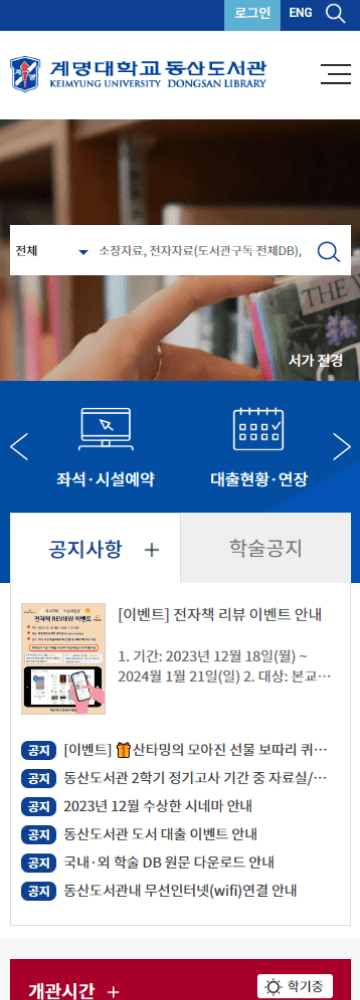 로그인 ENG
계명대학교 동산도서관
KEIMYUNG UNIVERSITY DONGSAN LIBRARY
전체 소장자료, 전자자료(도서관구독 전체DB),
THE
서가 전경
좌석·시설예약 대출현황·연장
공지사항 + 학술공지
전자책 REVIEW 이벤트
[이벤트] 전자책 리뷰 이벤트 안내
1. 기간: 2023년 12월 18일(월) ~
2024년 1월 21일(일) 2. 대상: 본교…
공지 [이벤트] 🎁산타밍의 모아진 선물 보따리 퀴…
공지 동산도서관 2학기 정기고사 기간 중 자료실/…
공지 2023년 12월 수상한 시네마 안내
공지 동산도서관 도서 대출 이벤트 안내
공지 국내·외 학술 DB 원문 다운로드 안내
공지 동산도서관내 무선인터넷(wifi)연결 안내
개관시간 + 학기중